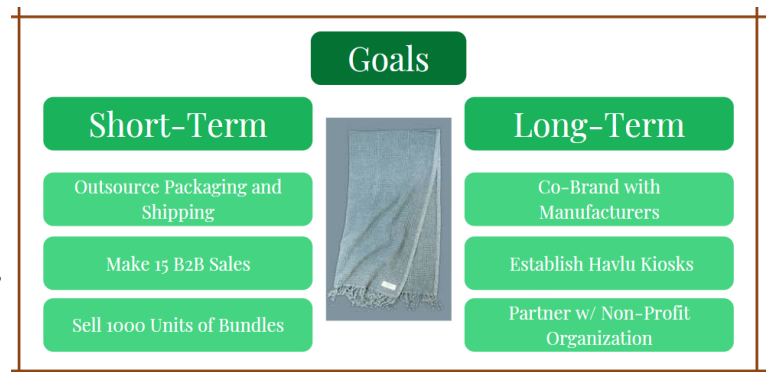 Goals
Short-Term
Outsource Packaging and
Shipping
Make 15 B2B Sales
Sell 1000 Units of Bundles
Long-Term
Co-Brand with
Manufacturers
Establish Havlu Kiosks
Partner w/ Non-Profit
Organization